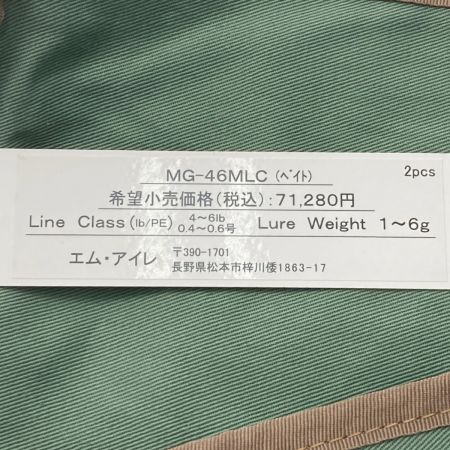 MG-46MLC (ﾍﾞｲﾄ) 2pcs
希望小売価格(税込):71,280円
Line Class(lb/PE) 4～6lb 0.4～0.6号 Lure Weight 1～6g
エム・アイレ 〒390-1701
長野県松本市梓川倭1863-17